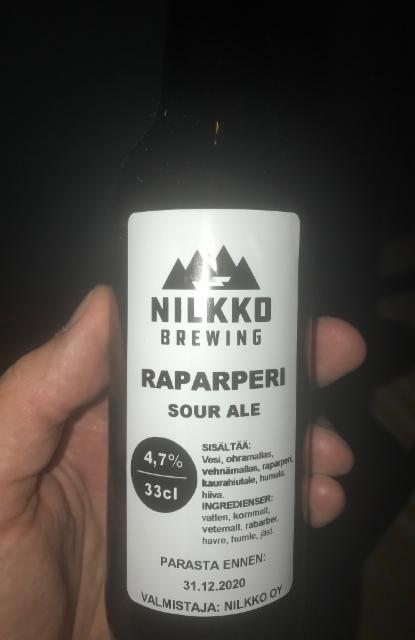 NILKKO
BREWING
RAPARPERI
SOUR ALE
4,7%
33cl
SISÄLTÄÄ:
Vesi, ohramallas,
vehnämallas, raparperi,
kaurahiutale, humala,
hiiva.
INGREDIENSER:
vatten, kornmalt,
vetemalt, rabarber,
havre, humle, jäst.
PARASTA ENNEN:
31.12.2020
VALMISTAJA: NILKKO OY